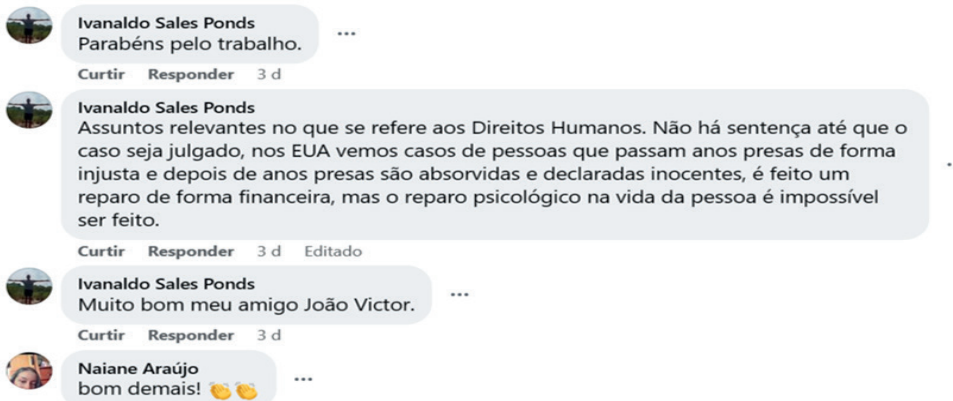 Ivanaldo Sales Ponds
Parabéns pelo trabalho.
Curtir Responder 3 d
Ivanaldo Sales Ponds
Assuntos relevantes no que se refere aos Direitos Humanos. Não há sentença até que o
caso seja julgado, nos EUA vemos casos de pessoas que passam anos presas de forma
injusta e depois de anos presas são absorvidas e declaradas inocentes, é feito um
reparo de forma financeira, mas o reparo psicológico na vida da pessoa é impossível
ser feito.
Curtir Responder 3 d Editado
Ivanaldo Sales Ponds
Muito bom meu amigo João Victor.
Curtir Responder 3 d
Naiane Araújo
bom demais! 👏👏